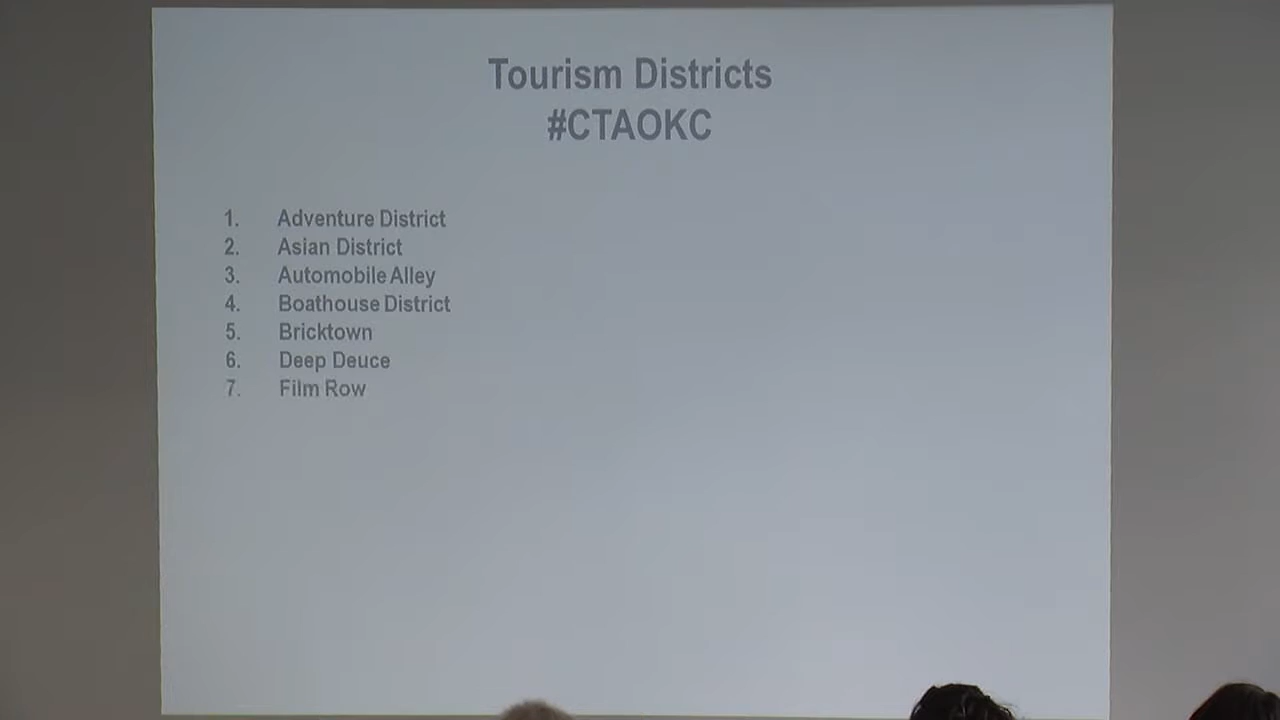 Tourism Districts
#CTAOKC
1. Adventure District
2. Asian District
3. Automobile Alley
4. Boathouse District
5. Bricktown
6. Deep Deuce
7. Film Row